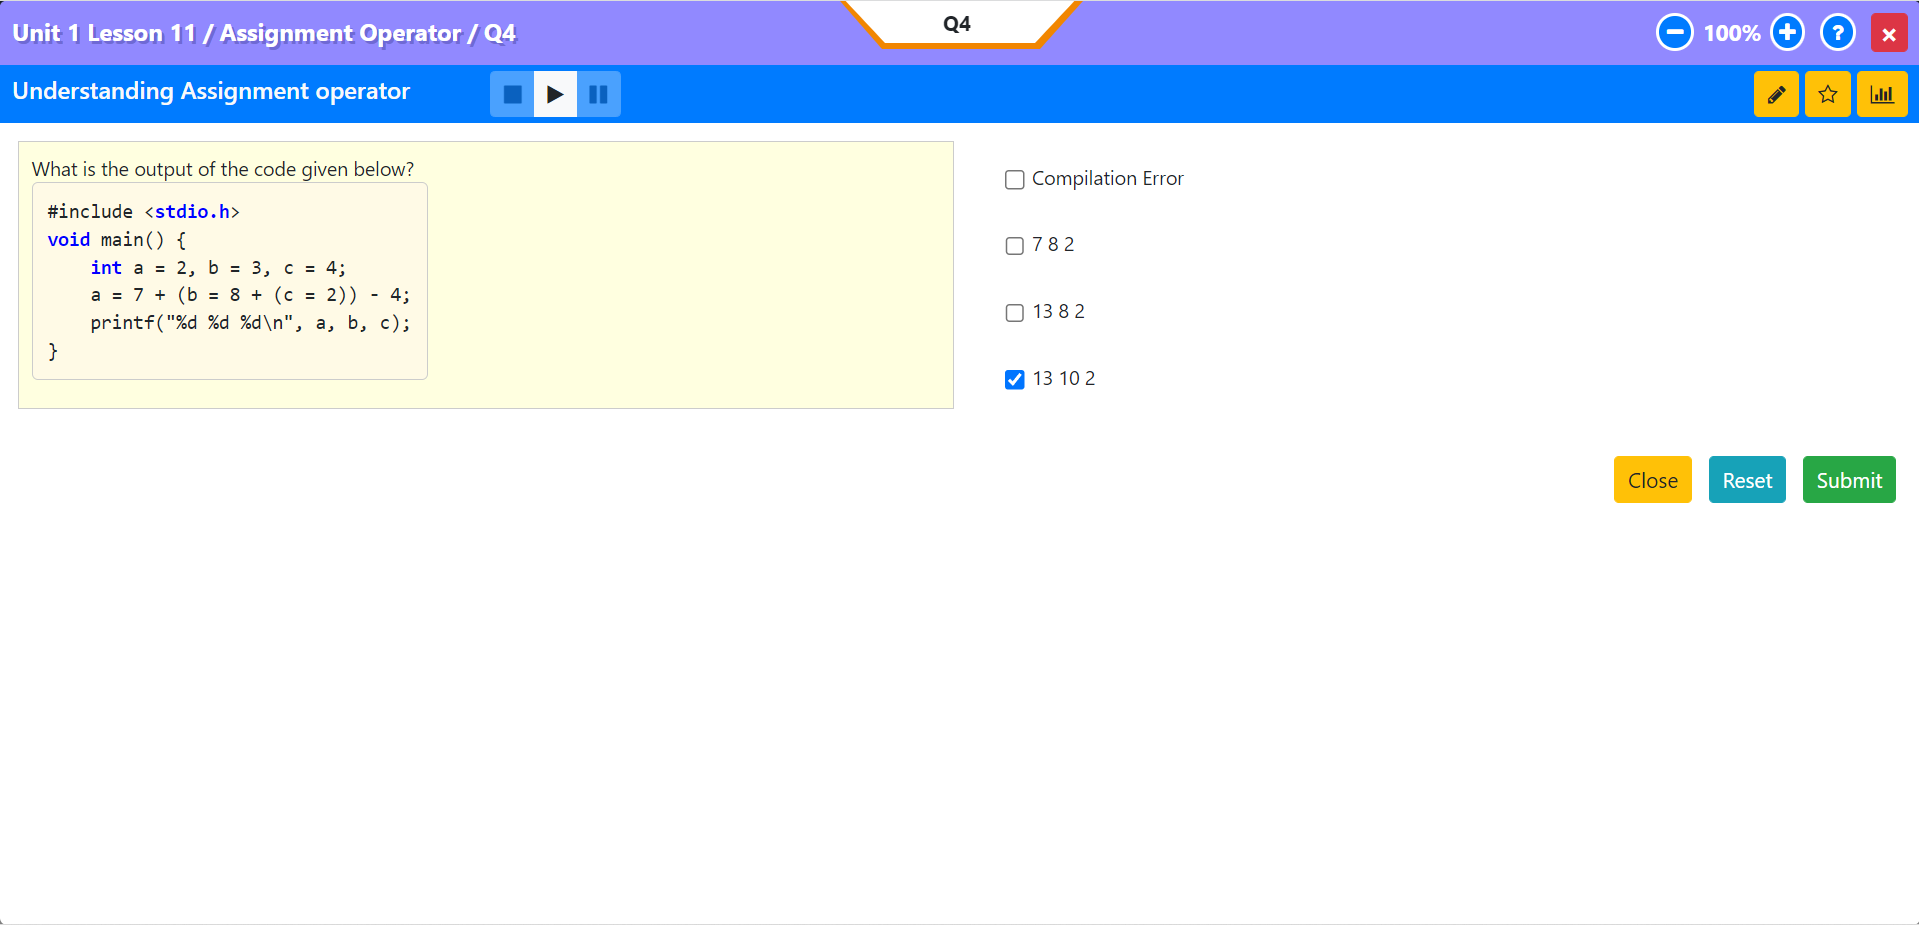 Unit 1 Lesson 11 / Assignment Operator / Q4
Q4
100%
?
Understanding Assignment operator
What is the output of the code given below?
#include <stdio.h>
void main() {
    int a = 2, b = 3, c = 4;
    a = 7 + (b = 8 + (c = 2)) - 4;
    printf("%d %d %d\n", a, b, c);
}
Compilation Error
7 8 2
13 8 2
13 10 2
Close
Reset
Submit